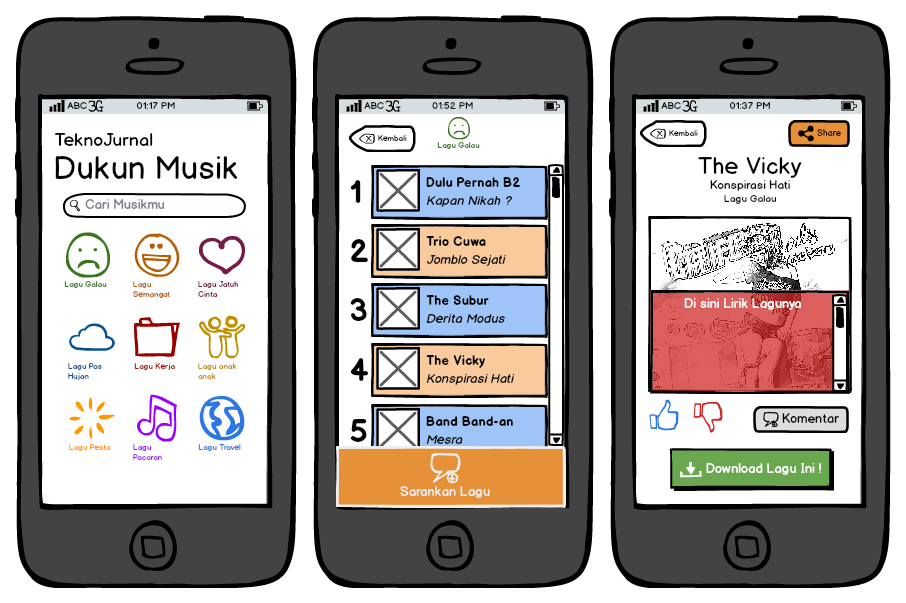 ABC 3G 01:17 PM
TeknoJurnal
Dukun Musik
Cari Musikmu
Lagu Galau
Lagu
Semangat
Lagu Jatuh
Cinta
Lagu Pas
Hujan
Lagu Kerja
Lagu anak
anak
Lagu Pesta
Lagu
Pacaran
Lagu Travel
ABC 3G 01:52 PM
Kembali
Lagu Galau
1 Dulu Pernah B2
Kapan Nikah ?
2 Trio Cuwa
Jomblo Sejati
3 The Subur
Derita Modus
4 The Vicky
Konspirasi Hati
5 Band Band-an
Mesra
Sarankan Lagu
ABC 3G 01:37 PM
Kembali
Share
The Vicky
Konspirasi Hati
Lagu Galau
Di sini Lirik Lagunya
Komentar
Download Lagu Ini !